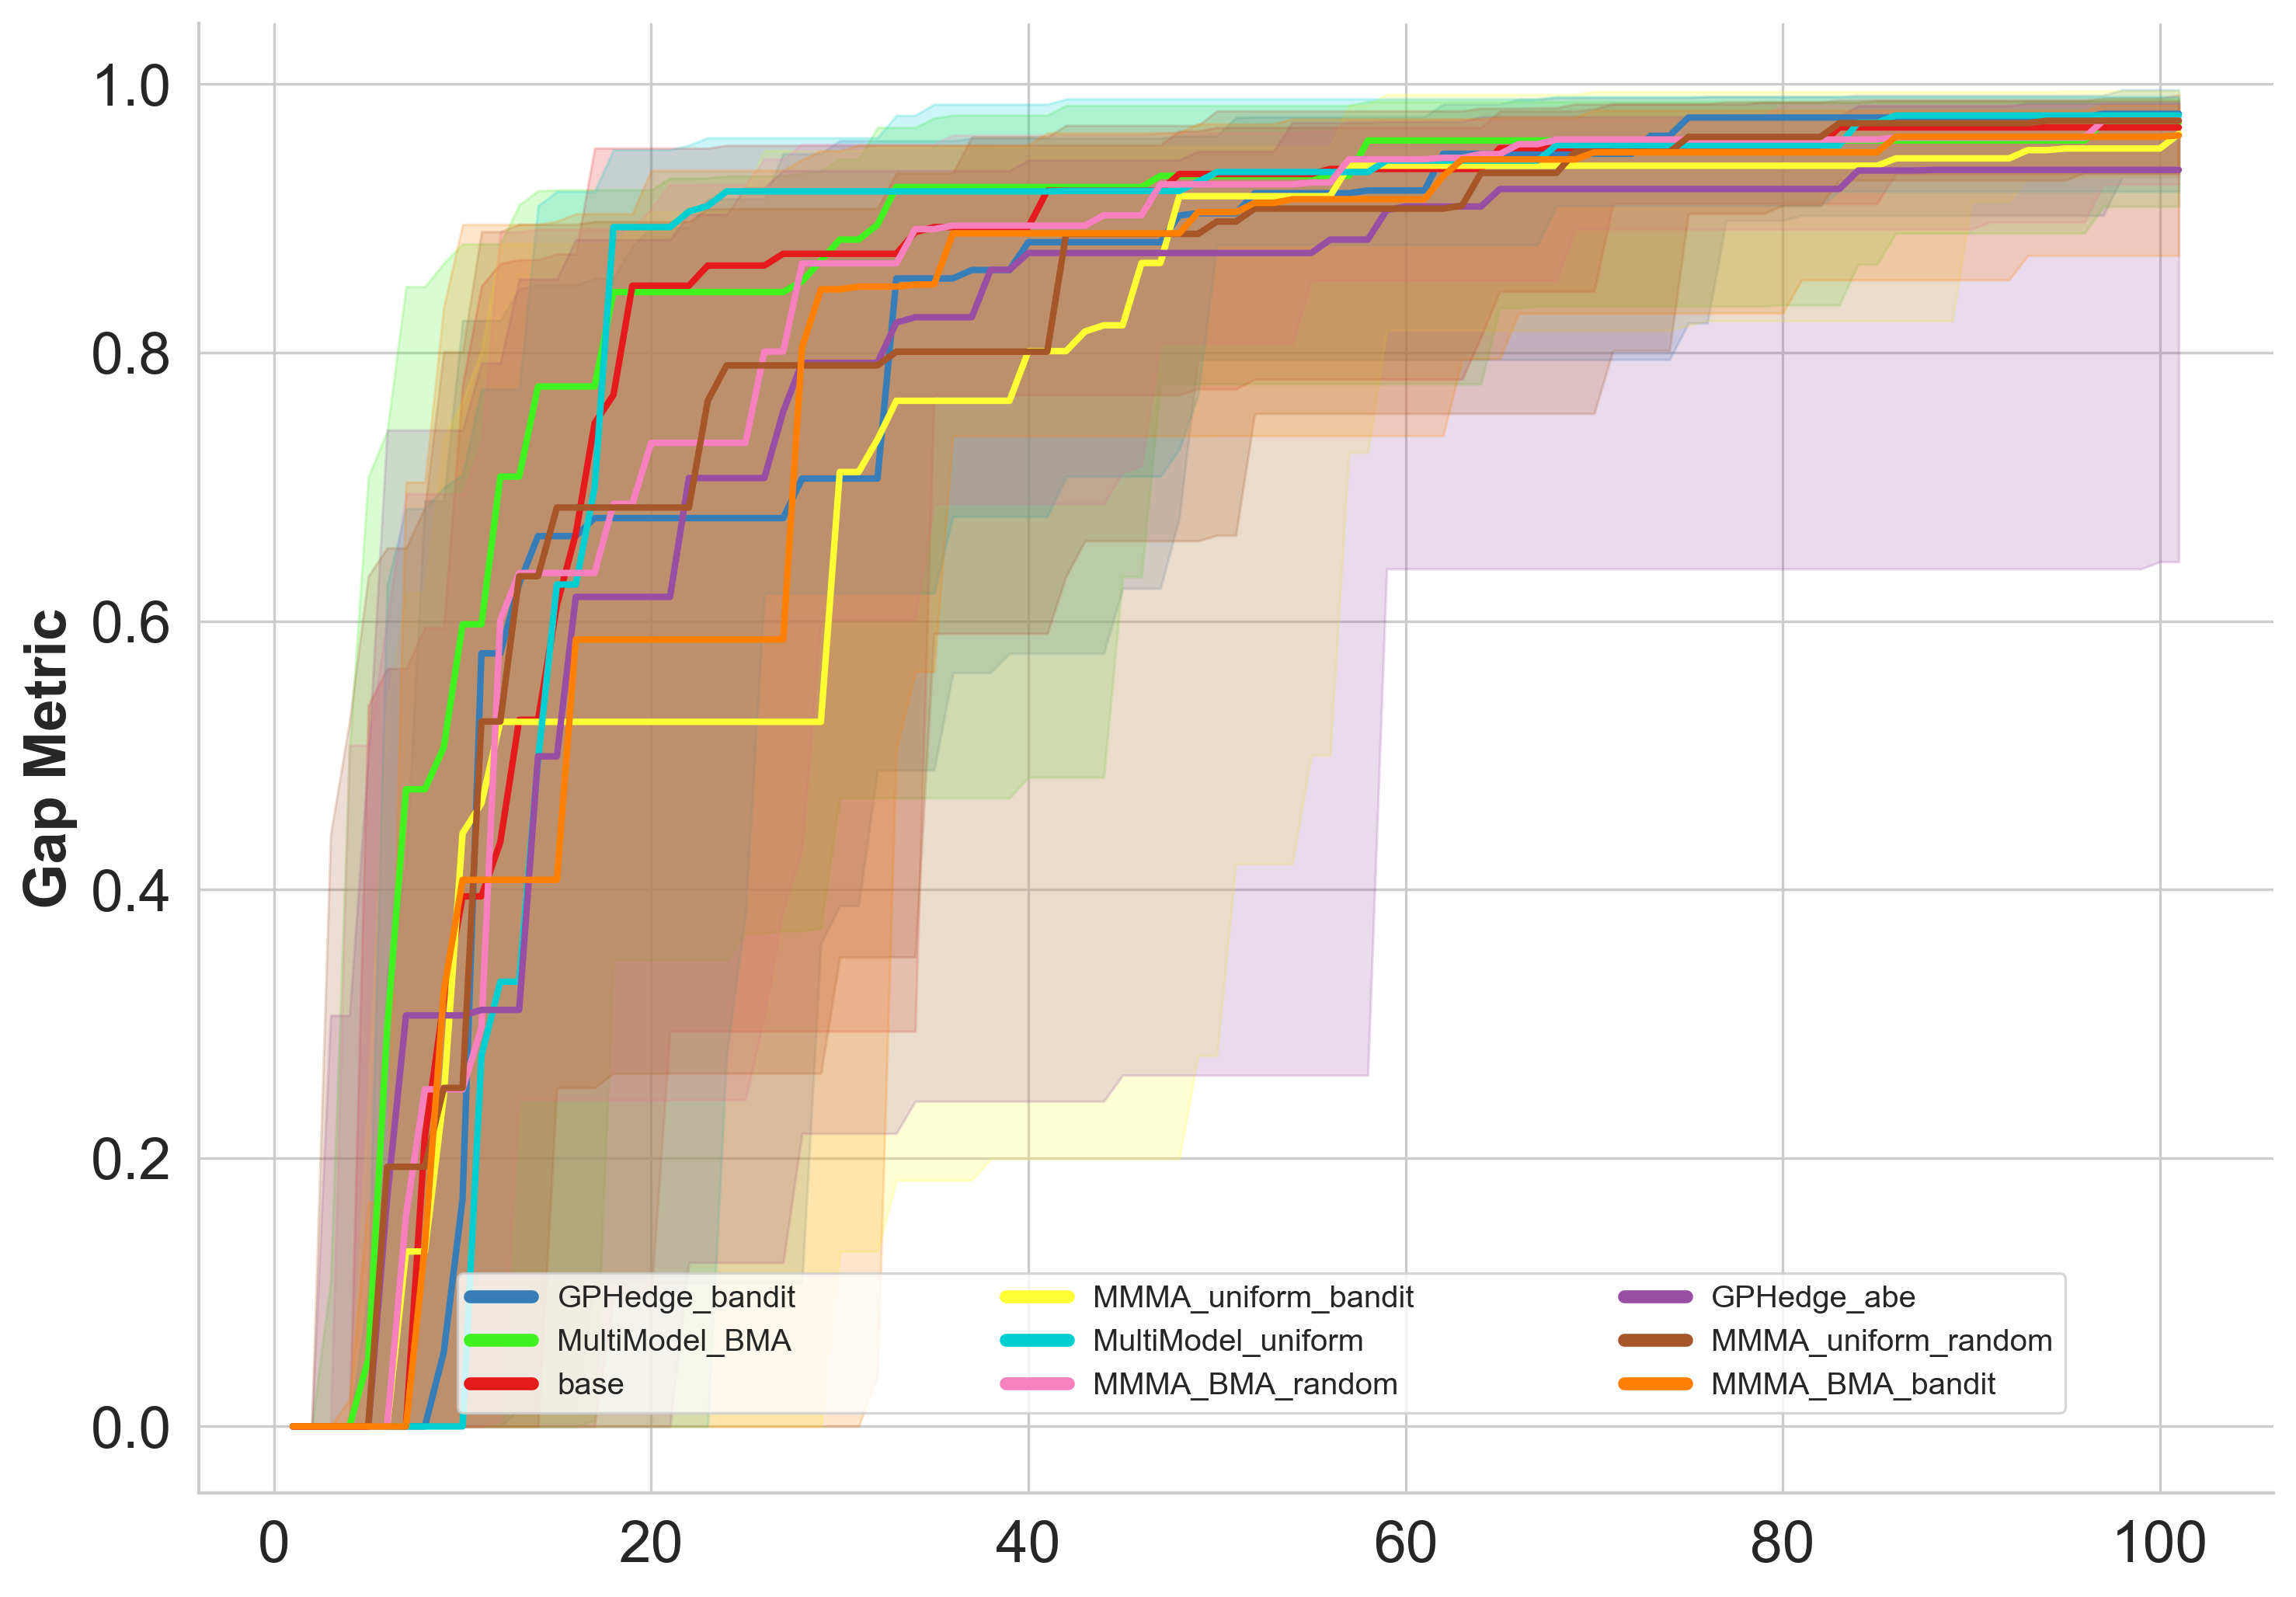 Gap Metric
1.0
0.8
0.6
0.4
0.2
0.0
GPHedge_bandit
MultiModel_BMA
base
MMMA_uniform_bandit
MultiModel_uniform
MMMA_BMA_random
GPHedge_abe
MMMA_uniform_random
MMMA_BMA_bandit
0 20 40 60 80 100